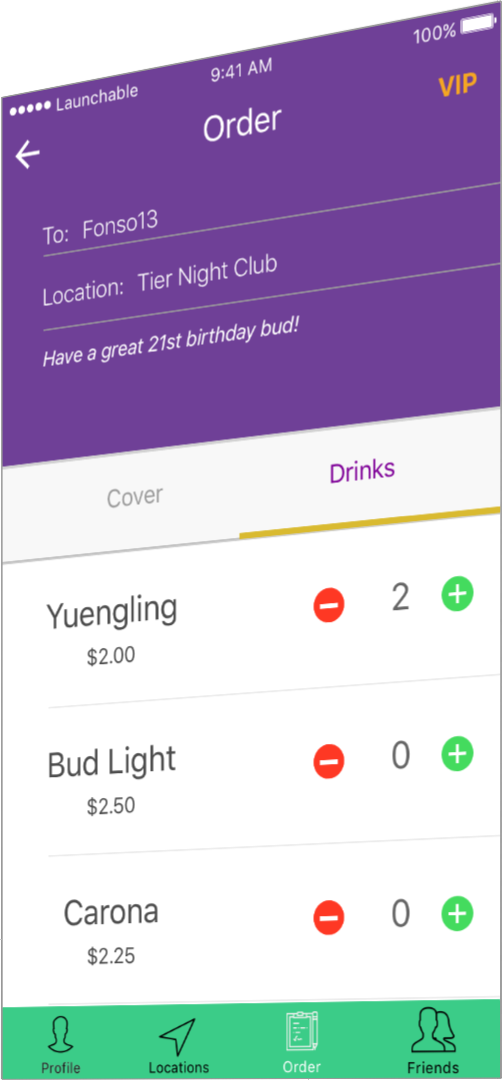 Launchable 9:41 AM 100%
Order VIP
To: Fonso13
Location: Tier Night Club
Have a great 21st birthday bud!
Cover Drinks
Yuengling 2
$2.00
Bud Light 0
$2.50
Carona 0
$2.25
Profile Locations Order Friends